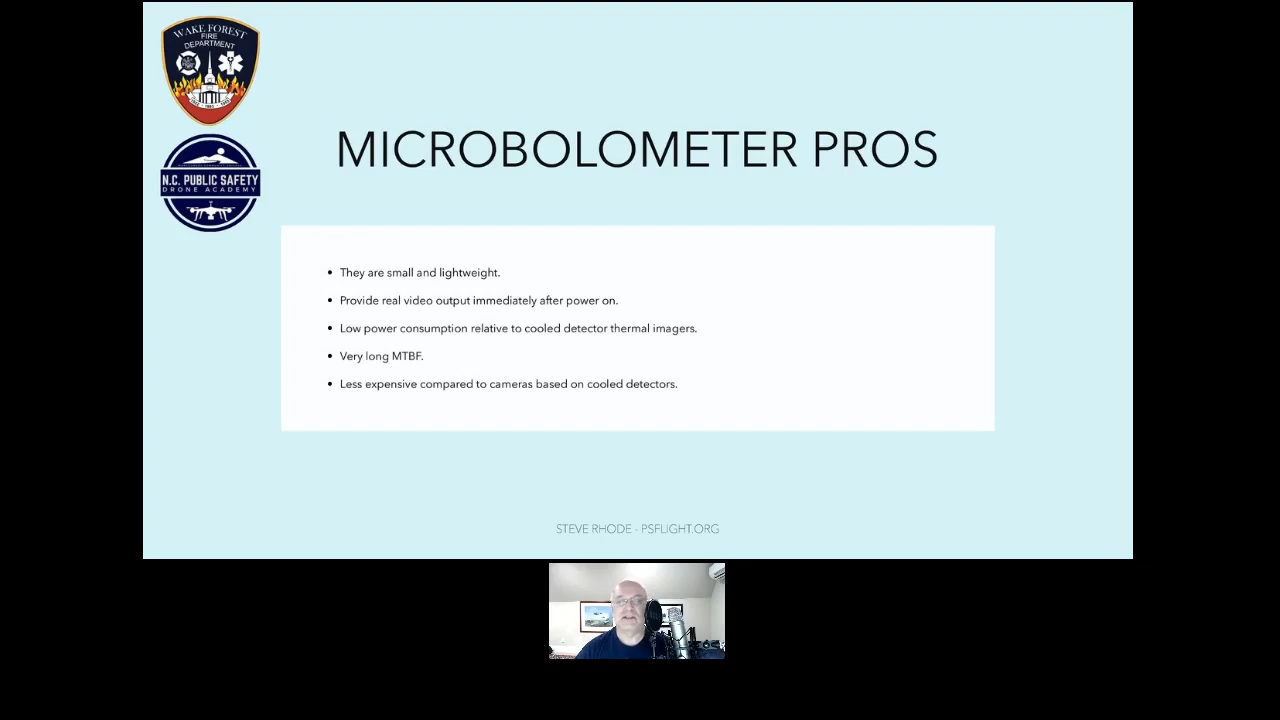 WAKE FOREST
FIRE
DEPARTMENT
N.C. PUBLIC SAFETY
DRONE ACADEMY
MICROBOLOMETER PROS
• They are small and lightweight.
• Provide real video output immediately after power on.
• Low power consumption relative to cooled detector thermal imagers.
• Very long MTBF.
• Less expensive compared to cameras based on cooled detectors.
STEVE RHODE - PSFLIGHT.ORG